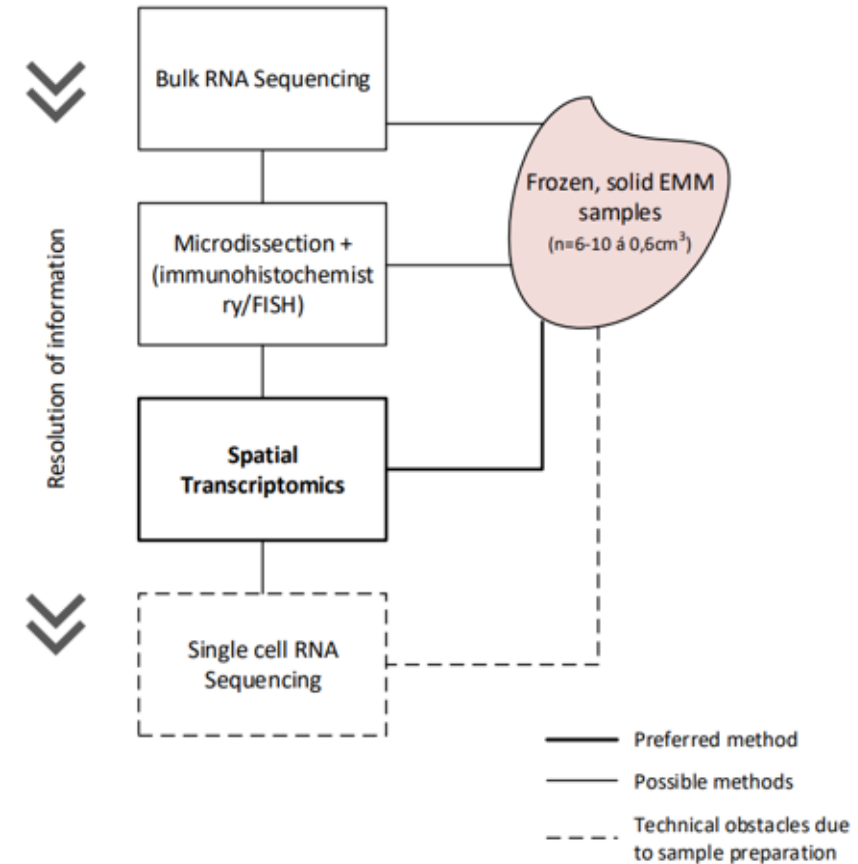 Bulk RNA Sequencing
Frozen, solid EMM
samples
(n=6-10 á 0,6cm³)
Microdissection +
(immunohistochemist
ry/FISH)
Resolution of information
Spatial
Transcriptomics
Single cell RNA
Sequencing
Preferred method
Possible methods
Technical obstacles due
to sample preparation